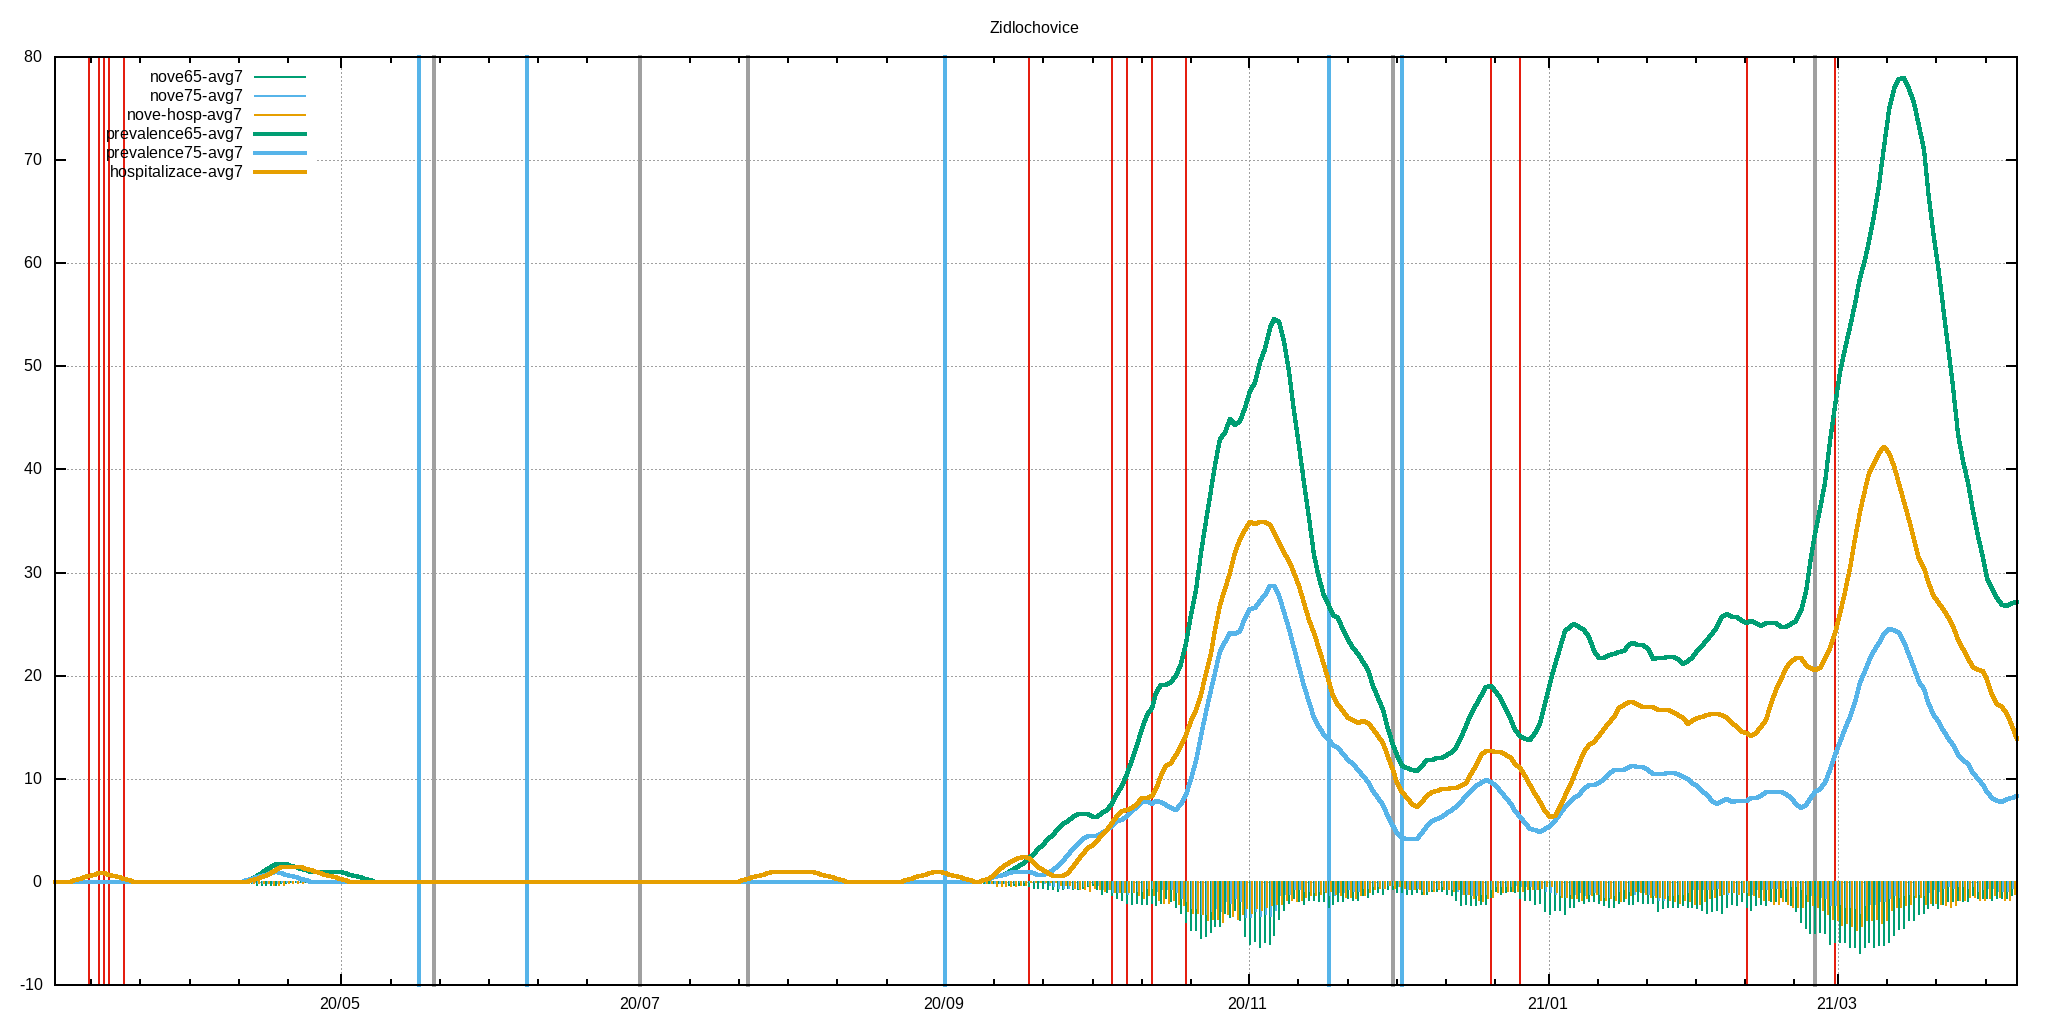 Zidlochovice
80
70
60
50
40
30
20
10
0
-10
nove65-avg7
nove75-avg7
nove-hosp-avg7
prevalence65-avg7
prevalence75-avg7
hospitalizace-avg7
20/05 20/07 20/09 20/11 21/01 21/03